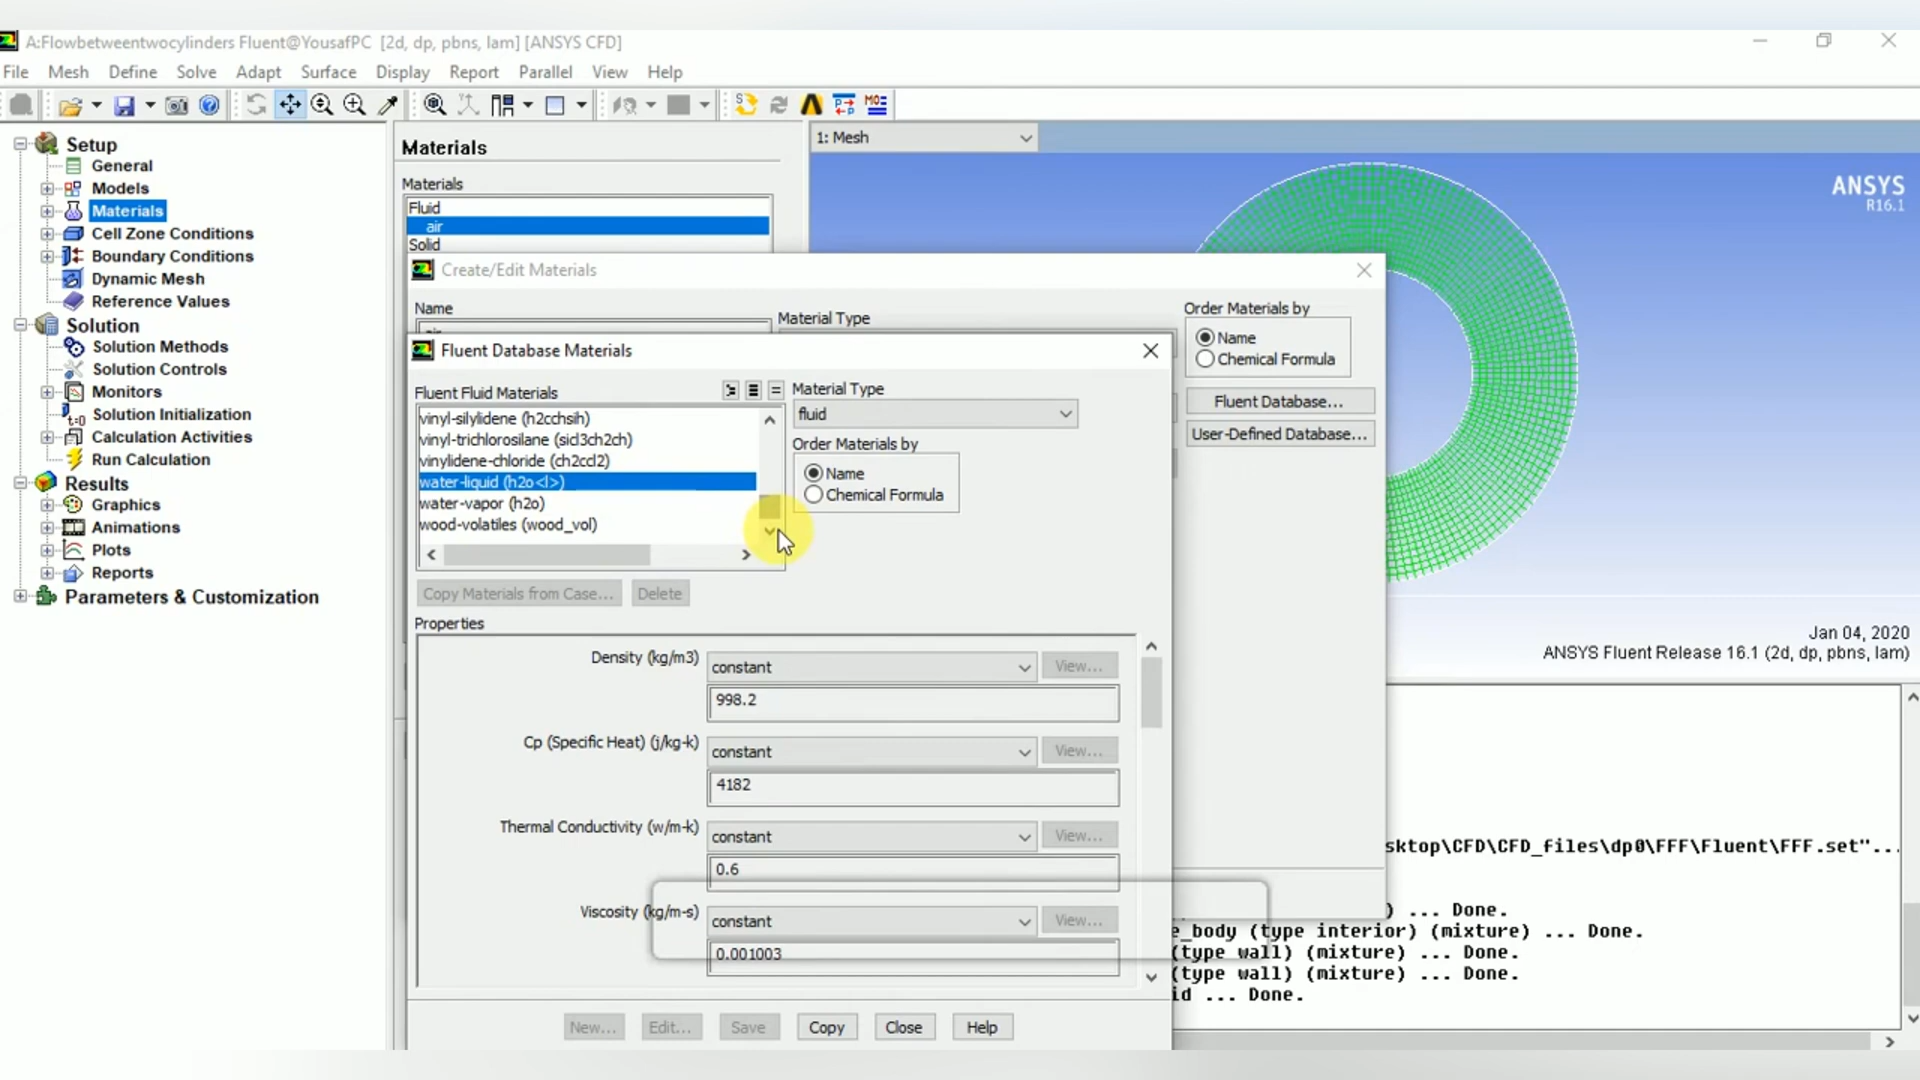 A:Flowbetweentwocylinders Fluent@YousafPC [2d, dp, pbns, lam] [ANSYS CFD]
File Mesh Define Solve Adapt Surface Display Report Parallel View Help
Setup
General
Models
Materials
Cell Zone Conditions
Boundary Conditions
Dynamic Mesh
Reference Values
Solution
Solution Methods
Solution Controls
Monitors
Solution Initialization
Calculation Activities
Run Calculation
Results
Graphics
Animations
Plots
Reports
Parameters & Customization
Materials
Materials
Fluid
air
Solid
1: Mesh
ANSYS
R16.1
Create/Edit Materials
Name
Material Type
Order Materials by
Name
Chemical Formula
Fluent Database...
User-Defined Database...
Fluent Database Materials
Fluent Fluid Materials
vinyl-silylidene (h2cchsih)
vinyl-trichlorosilane (sicl3ch2ch)
vinylidene-chloride (ch2ccl2)
water-liquid (h2o<l>)
water-vapor (h2o)
wood-volatiles (wood_vol)
Material Type
fluid
Order Materials by
Name
Chemical Formula
Copy Materials from Case... Delete
Properties
Density (kg/m3) constant View...
998.2
Cp (Specific Heat) (j/kg-k) constant View...
4182
Thermal Conductivity (w/m-k) constant View...
0.6
Viscosity (kg/m-s) constant View...
0.001003
New... Edit... Save Copy Close Help
Jan 04, 2020
ANSYS Fluent Release 16.1 (2d, dp, pbns, lam)
sktop\CFD\CFD_files\dp0\FFF\Fluent\FFF.set"...
) ... Done.
e_body (type interior) (mixture) ... Done.
(type wall) (mixture) ... Done.
(type wall) (mixture) ... Done.
id ... Done.